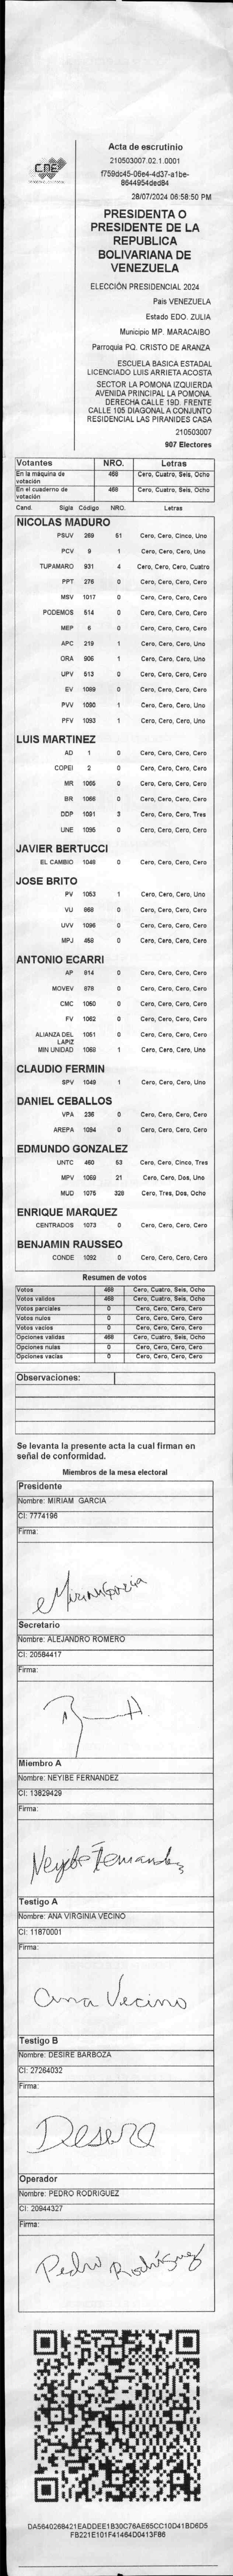 CNE
Acta de escrutinio
210503007.02.1.0001
f759dc45-06e4-4d37-a1be-
8644954ded84
28/07/2024 06:58:50 PM
PRESIDENTA O
PRESIDENTE DE LA
REPUBLICA
BOLIVARIANA DE
VENEZUELA
ELECCIÓN PRESIDENCIAL 2024
Pais VENEZUELA
Estado EDO. ZULIA
Municipio MP. MARACAIBO
Parroquia PQ. CRISTO DE ARANZA
ESCUELA BASICA ESTADAL
LICENCIADO LUIS ARRIETA ACOSTA
SECTOR LA POMONA IZQUIERDA
AVENIDA PRINCIPAL LA POMONA.
DERECHA CALLE 19D. FRENTE
CALLE 105 DIAGONAL A CONJUNTO
RESIDENCIAL LAS PIRANIDES CASA
210503007
907 Electores
Votantes NRO. Letras
En la máquina de votación 468 Cero, Cuatro, Seis, Ocho
En el cuaderno de votación 468 Cero, Cuatro, Seis, Ocho
Cand. Sigla Código NRO. Letras
NICOLAS MADURO
PSUV 269 51 Cero, Cero, Cinco, Uno
PCV 9 1 Cero, Cero, Cero, Uno
TUPAMARO 931 4 Cero, Cero, Cero, Cuatro
PPT 276 0 Cero, Cero, Cero, Cero
MSV 1017 0 Cero, Cero, Cero, Cero
PODEMOS 514 0 Cero, Cero, Cero, Cero
MEP 6 0 Cero, Cero, Cero, Cero
APC 219 1 Cero, Cero, Cero, Uno
ORA 906 1 Cero, Cero, Cero, Uno
UPV 513 0 Cero, Cero, Cero, Cero
EV 1089 0 Cero, Cero, Cero, Cero
PVV 1090 1 Cero, Cero, Cero, Uno
PFV 1093 1 Cero, Cero, Cero, Uno
LUIS MARTINEZ
AD 1 0 Cero, Cero, Cero, Cero
COPEI 2 0 Cero, Cero, Cero, Cero
MR 1065 0 Cero, Cero, Cero, Cero
BR 1066 0 Cero, Cero, Cero, Cero
DDP 1091 3 Cero, Cero, Cero, Tres
UNE 1095 0 Cero, Cero, Cero, Cero
JAVIER BERTUCCI
EL CAMBIO 1046 0 Cero, Cero, Cero, Cero
JOSE BRITO
PV 1053 1 Cero, Cero, Cero, Uno
VU 868 0 Cero, Cero, Cero, Cero
UVV 1096 0 Cero, Cero, Cero, Cero
MPJ 459 0 Cero, Cero, Cero, Cero
ANTONIO ECARRI
AP 814 0 Cero, Cero, Cero, Cero
MOVEV 878 0 Cero, Cero, Cero, Cero
CMC 1050 0 Cero, Cero, Cero, Cero
FV 1062 0 Cero, Cero, Cero, Cero
ALIANZA DEL LAPIZ 1051 0 Cero, Cero, Cero, Cero
MIN UNIDAD 1068 1 Cero, Cero, Cero, Uno
CLAUDIO FERMIN
SPV 1049 1 Cero, Cero, Cero, Uno
DANIEL CEBALLOS
VPA 236 0 Cero, Cero, Cero, Cero
AREPA 1094 0 Cero, Cero, Cero, Cero
EDMUNDO GONZALEZ
UNTC 480 53 Cero, Cero, Cinco, Tres
MPV 1069 21 Cero, Cero, Dos, Uno
MUD 1075 328 Cero, Tres, Dos, Ocho
ENRIQUE MARQUEZ
CENTRADOS 1073 0 Cero, Cero, Cero, Cero
BENJAMIN RAUSSEO
CONDE 1092 0 Cero, Cero, Cero, Cero
Resumen de votos
Votos 468 Cero, Cuatro, Seis, Ocho
Votos validos 468 Cero, Cuatro, Seis, Ocho
Votos parciales 0 Cero, Cero, Cero, Cero
Votos nulos 0 Cero, Cero, Cero, Cero
Votos vacios 0 Cero, Cero, Cero, Cero
Opciones validas 468 Cero, Cuatro, Seis, Ocho
Opciones nulas 0 Cero, Cero, Cero, Cero
Opciones vacias 0 Cero, Cero, Cero, Cero
Observaciones:
Se levanta la presente acta la cual firman en
señal de conformidad.
Miembros de la mesa electoral
Presidente
Nombre: MIRIAM GARCIA
CI: 7774196
Firma:
Miriam Garcia
Secretario
Nombre: ALEJANDRO ROMERO
CI: 20584417
Firma:
Miembro A
Nombre: NEYIBE FERNANDEZ
CI: 13829429
Firma:
Neyibe Fernandez
Testigo A
Nombre: ANA VIRGINIA VECINO
CI: 11870001
Firma:
Ana Vecino
Testigo B
Nombre: DESIRE BARBOZA
CI: 27264032
Firma:
Desire
Operador
Nombre: PEDRO RODRIGUEZ
CI: 20944327
Firma:
Pedro Rodríguez
DA5640268421EADDEE1B30C76AE85CC10D41BD6D5
FB221E101F41464D0413F86